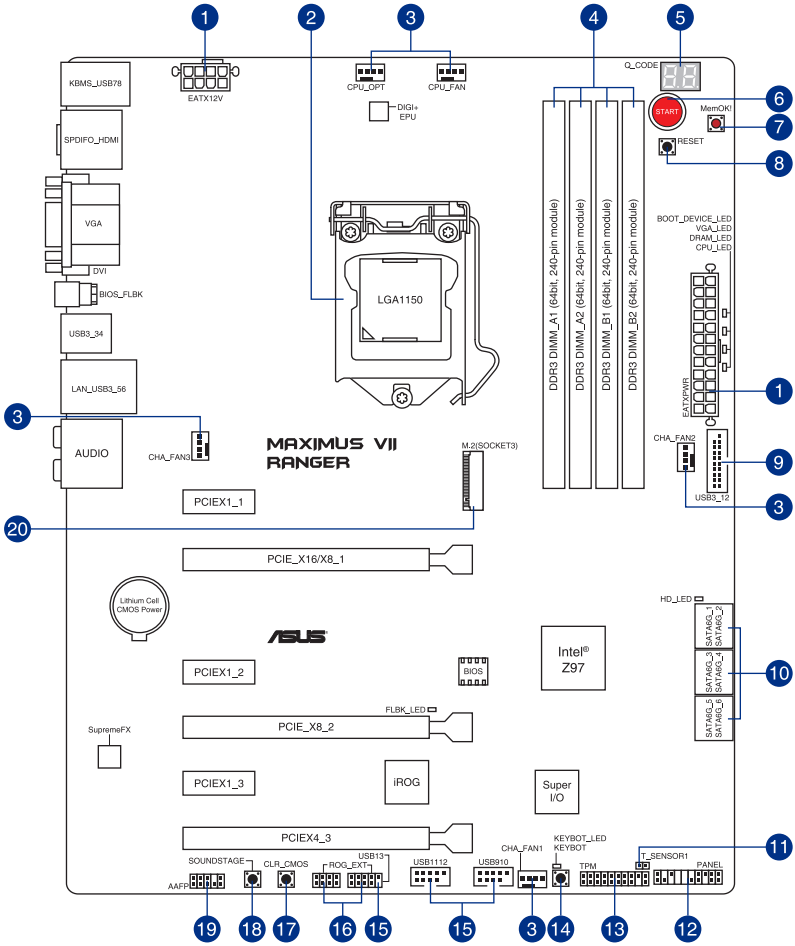 1
2
3
4
5
Q_CODE
KBMS_USB78
EATX12V
CPU_OPT
CPU_FAN
DIGI+
EPU
6
START
MemOK!
7
SPDIFO_HDMI
RESET
8
VGA
DVI
BIOS_FLBK
LGA1150
DDR3 DIMM_A1 (64bit, 240-pin module)
DDR3 DIMM_A2 (64bit, 240-pin module)
DDR3 DIMM_B1 (64bit, 240-pin module)
DDR3 DIMM_B2 (64bit, 240-pin module)
BOOT_DEVICE_LED
VGA_LED
DRAM_LED
CPU_LED
USB3_34
LAN_USB3_56
EATXPWR
1
3
AUDIO
CHA_FAN3
MAXIMUS VII
RANGER
M.2(SOCKET3)
CHA_FAN2
9
USB3_12
3
PCIEX1_1
20
PCIE_X16/X8_1
Lithium Cell
CMOS Power
HD_LED
SATA6G_1
SATA6G_2
SATA6G_3
SATA6G_4
SATA6G_5
SATA6G_6
10
ASUS
Intel®
Z97
PCIEX1_2
BIOS
FLBK_LED
PCIE_X8_2
SupremeFX
PCIEX1_3
iROG
Super
I/O
PCIEX4_3
11
SOUNDSTAGE
CLR_CMOS
USB13
ROG_EXT
USB1112
USB910
CHA_FAN1
KEYBOT_LED
KEYBOT
TPM
T_SENSOR1
PANEL
AAFP
19
18
17
16
15
15
3
14
13
12